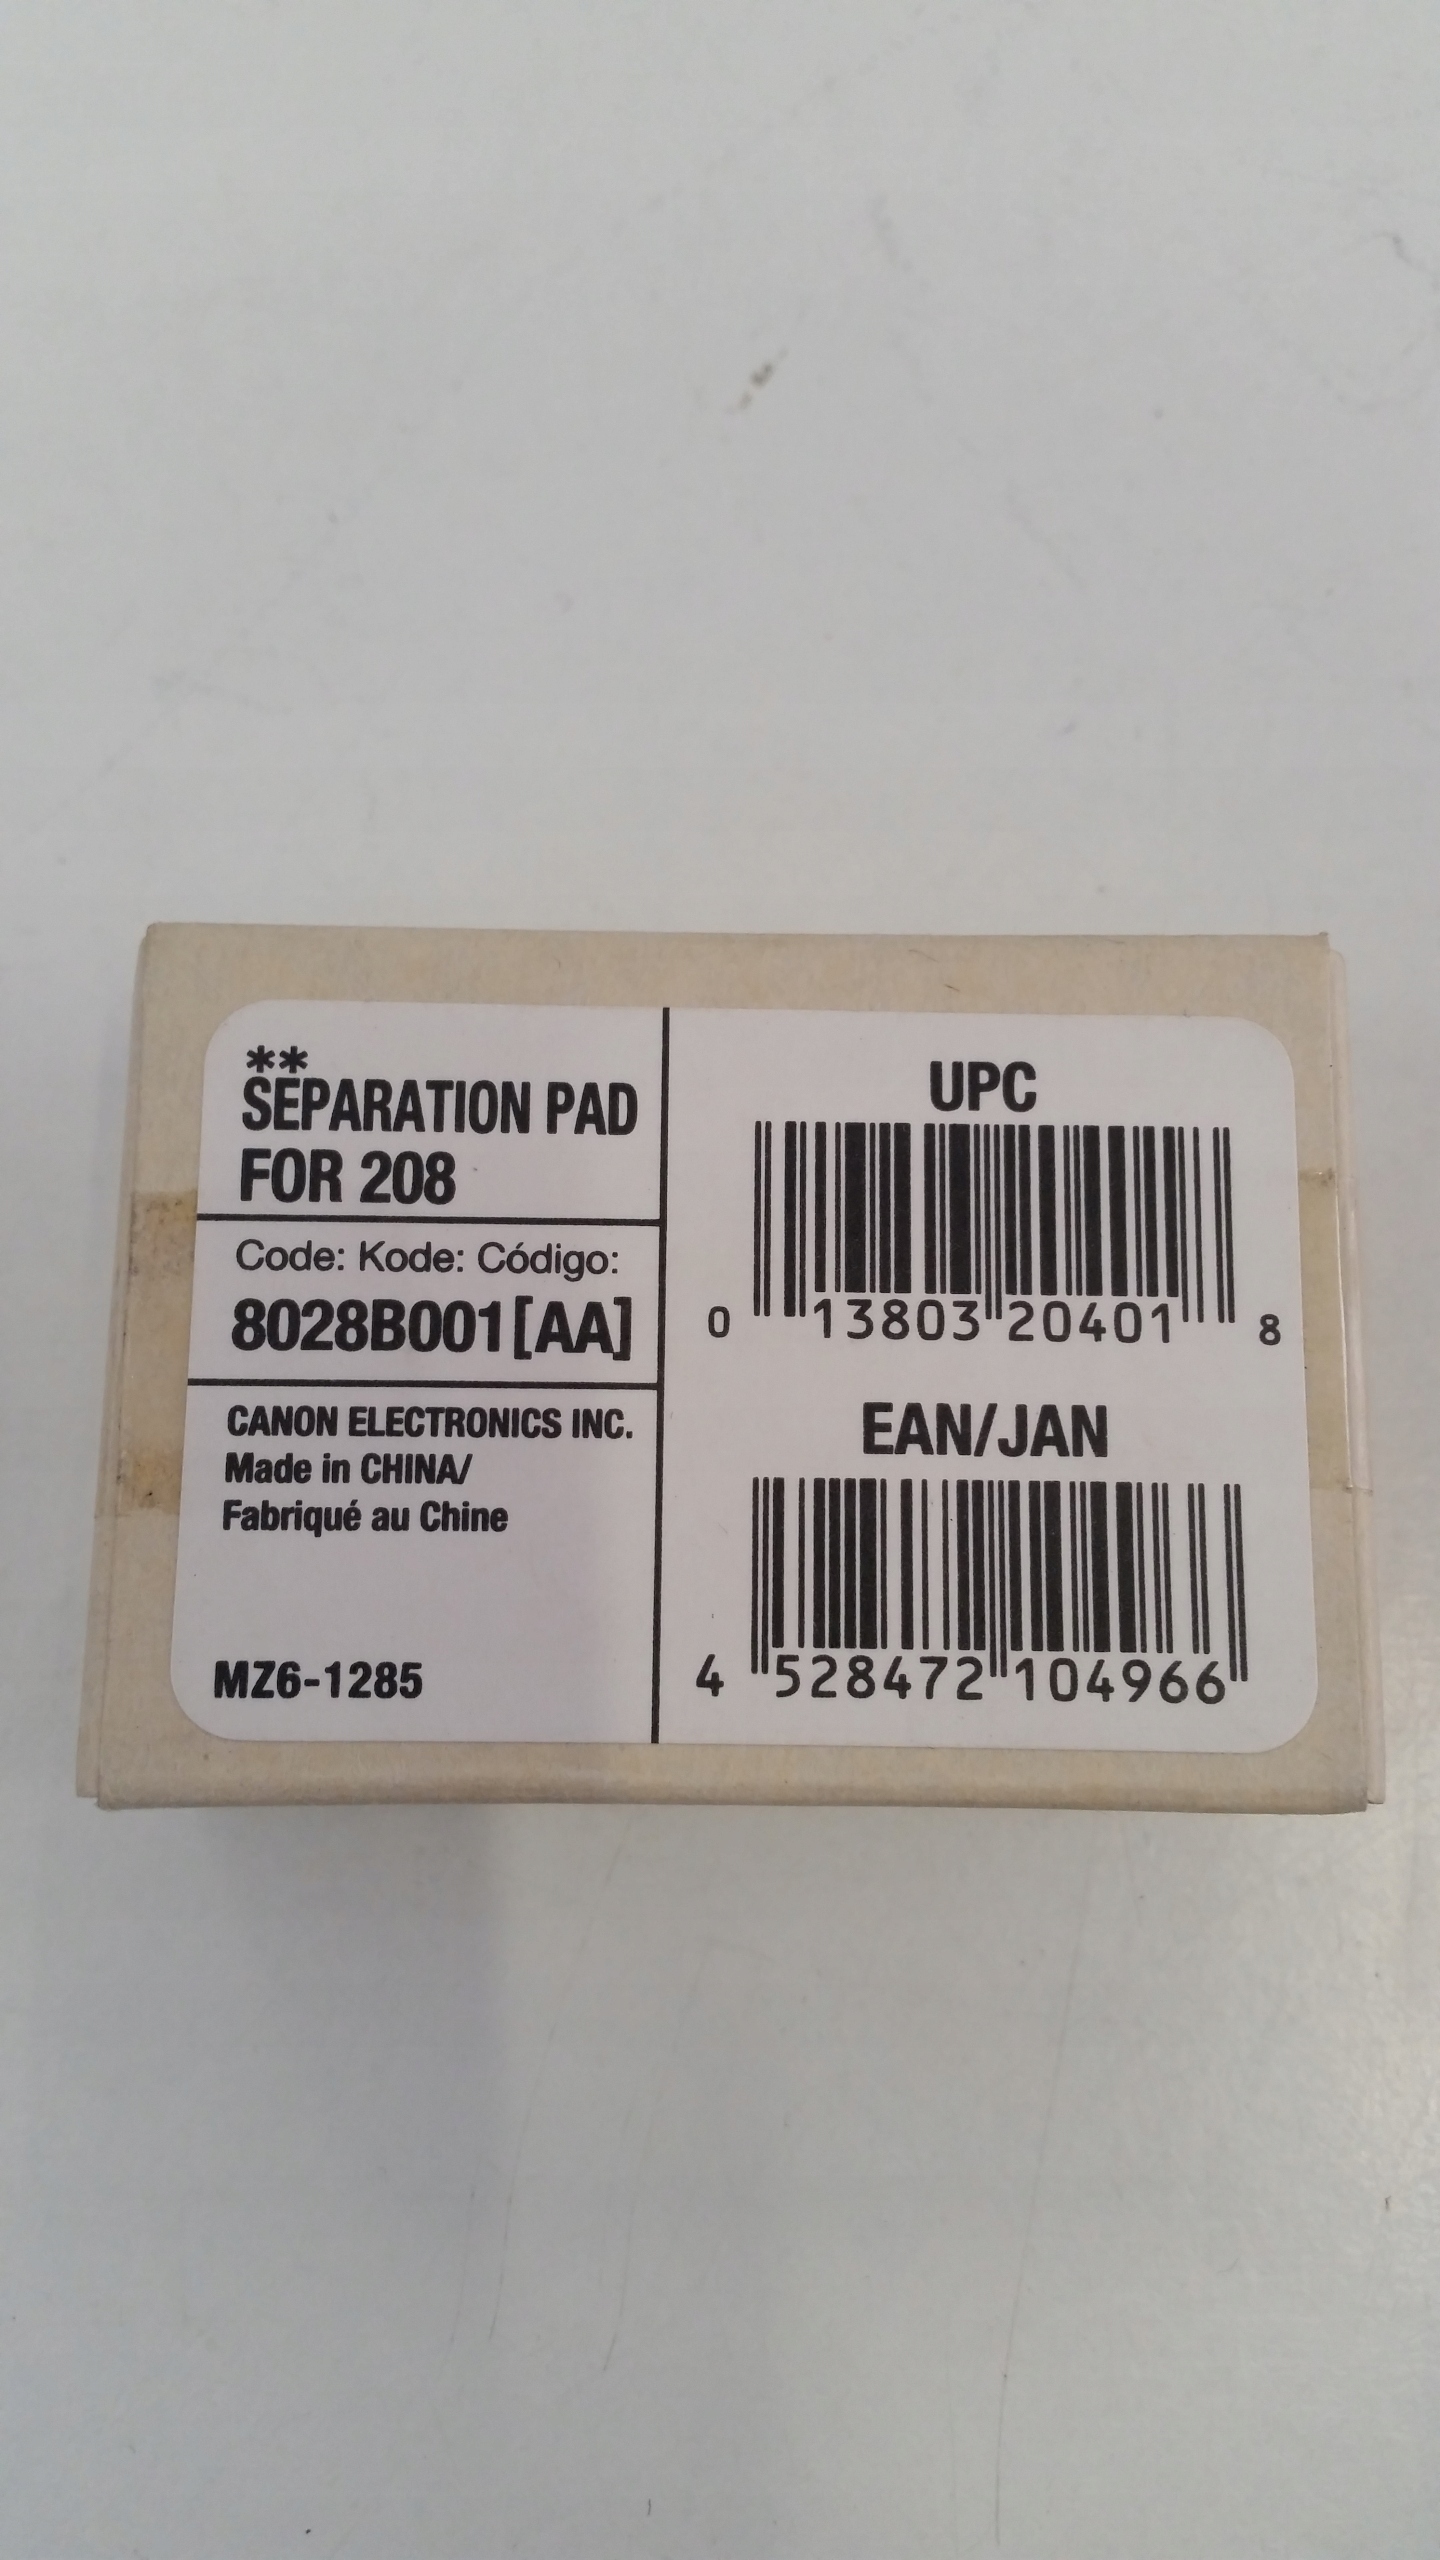 **
SEPARATION PAD
FOR 208
Code: Kode: Código:
8028B001[AA]
CANON ELECTRONICS INC.
Made in CHINA/
Fabriqué au Chine
MZ6-1285
UPC
0 13803 20401 8
EAN/JAN
4 528472 104966